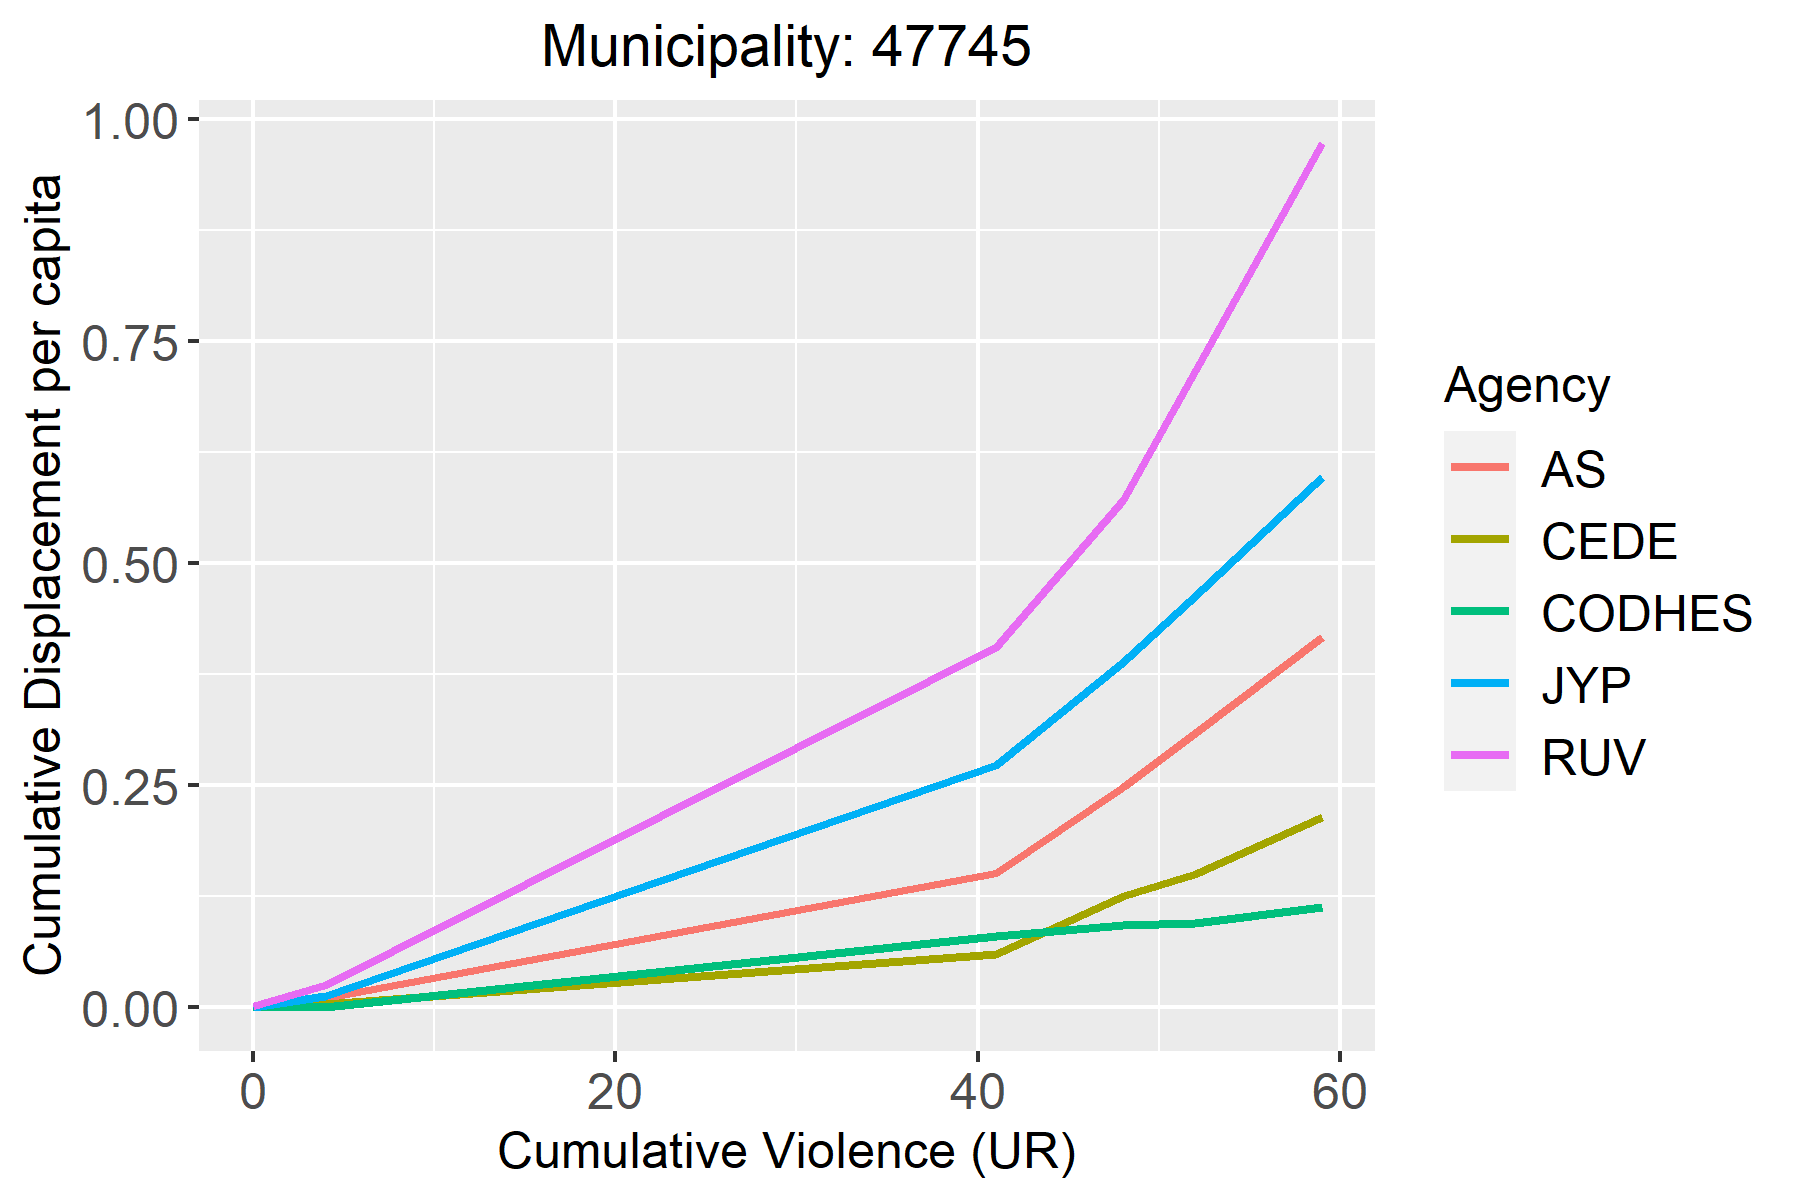 Municipality: 47745
1.00
0.75
0.50
0.25
0.00
Cumulative Displacement per capita
0
20
40
60
Cumulative Violence (UR)
Agency
AS
CEDE
CODHES
JYP
RUV